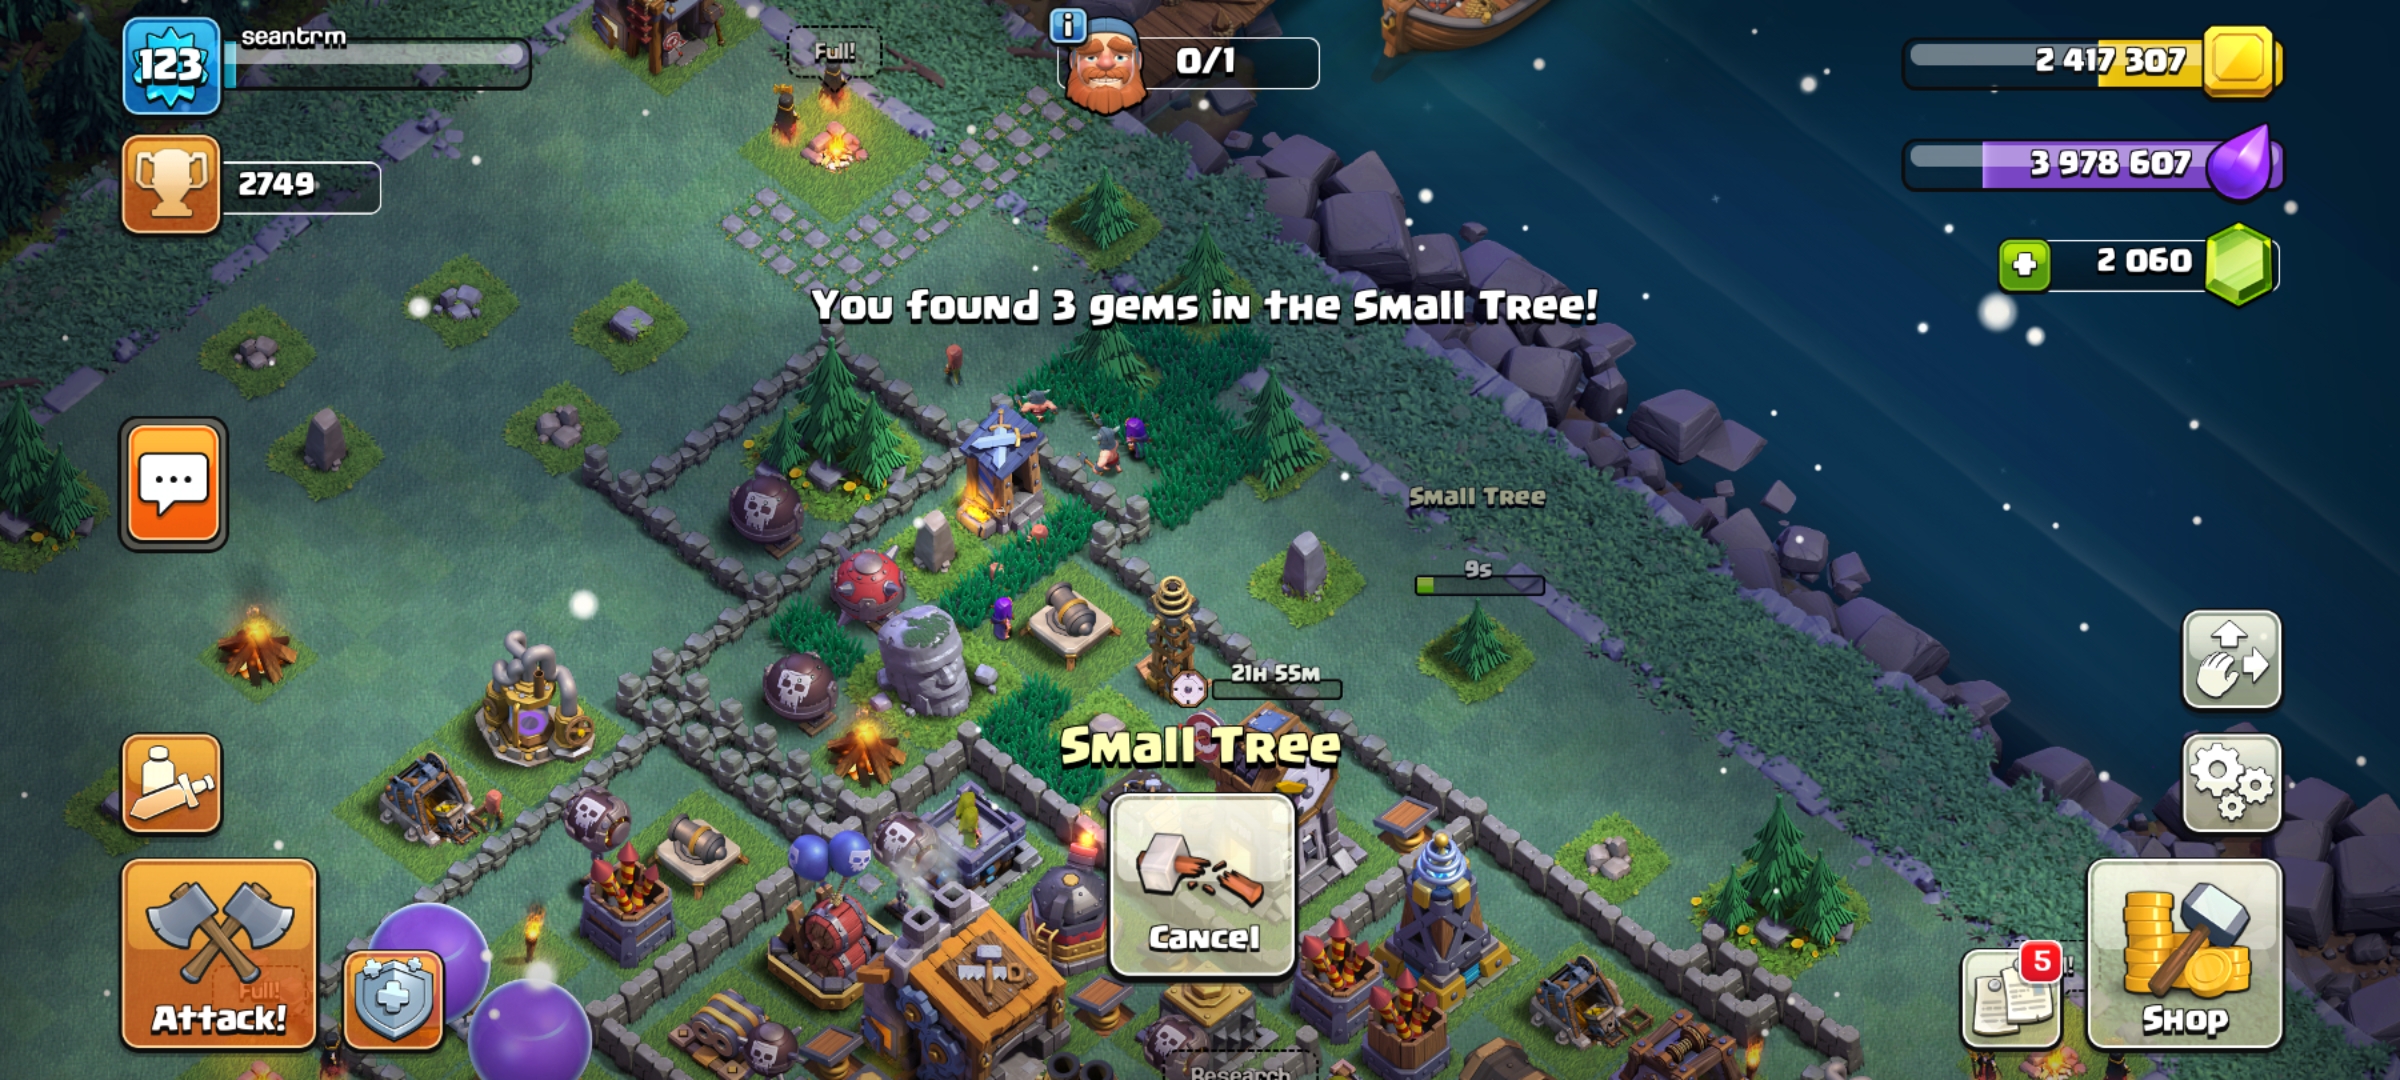 123
seantrm
Full!
0/1
2 417 307
2749
3 978 607
2 060
You found 3 gems in the Small Tree!
Small Tree
9s
21H 55M
Small Tree
Cancel
5
Full!
Attack!
Shop
Research